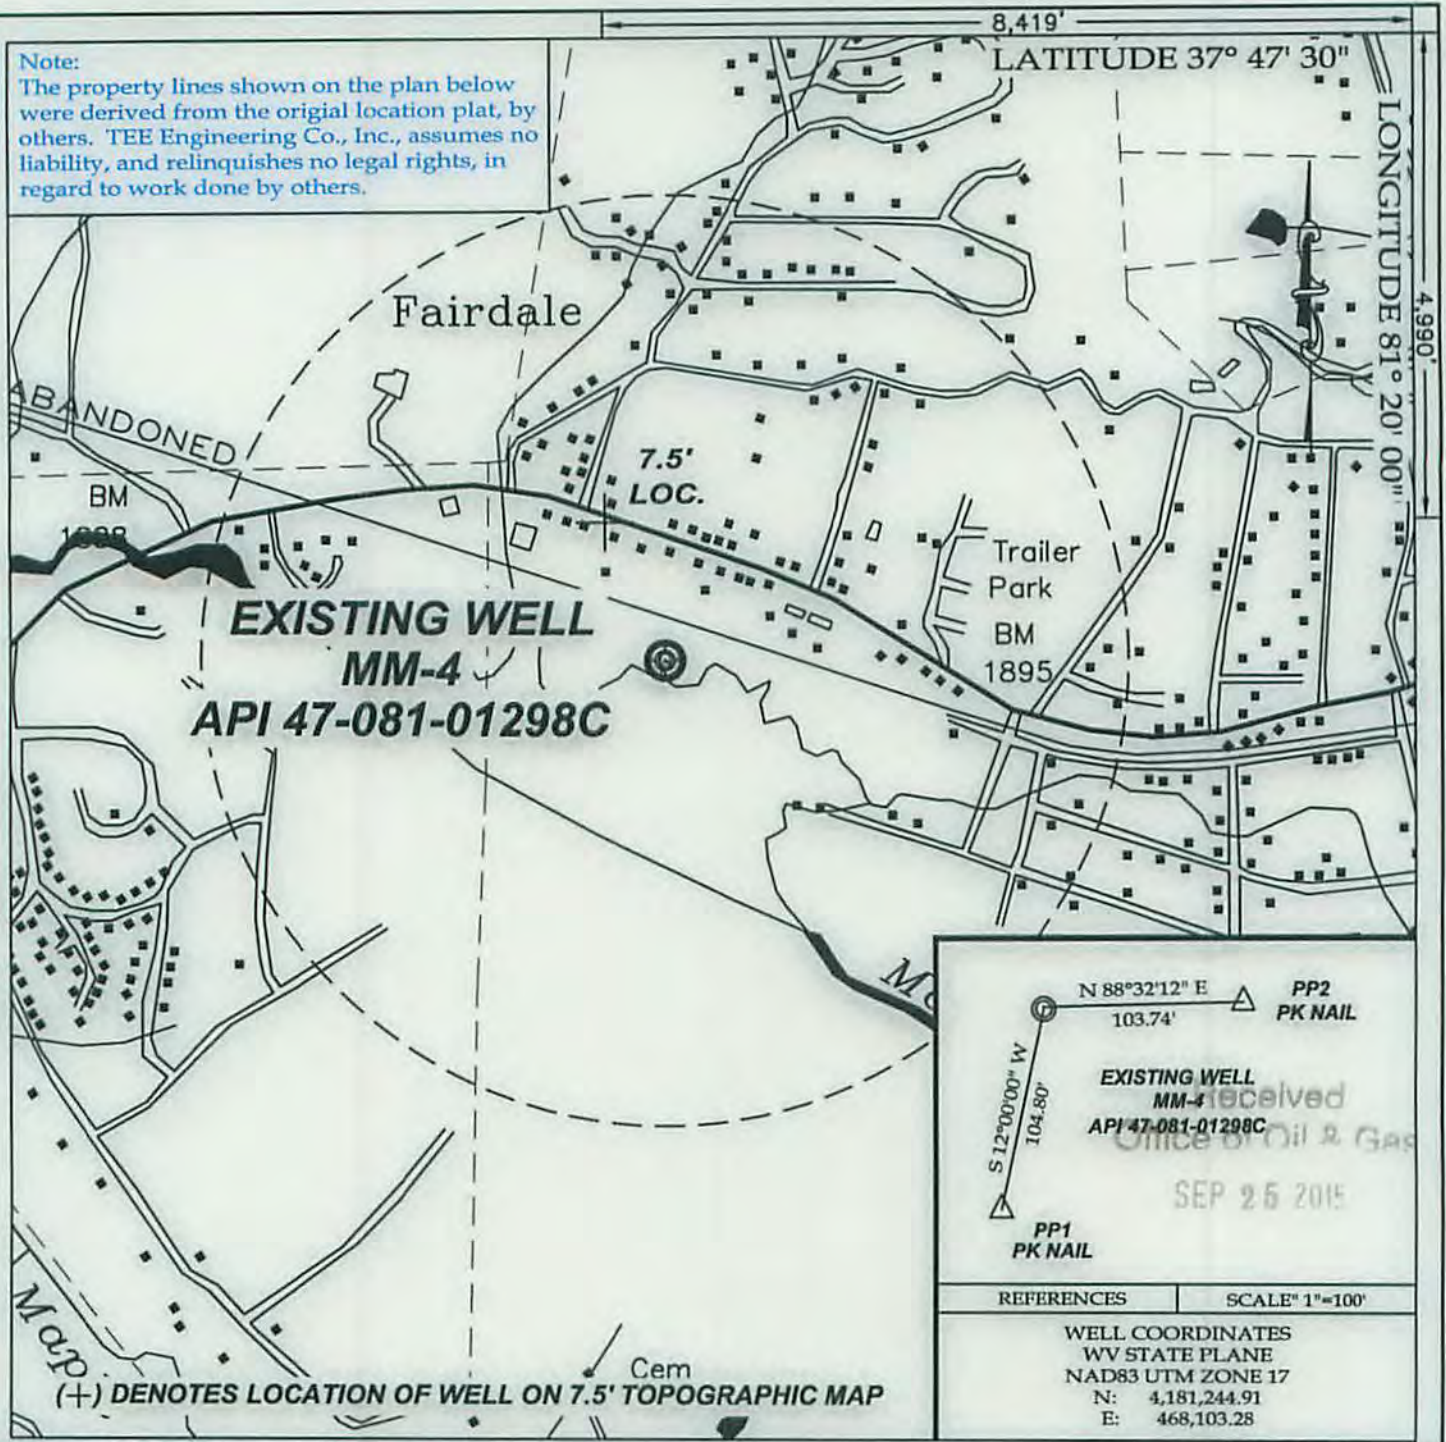 8,419'
LATITUDE 37° 47' 30"
Note:
The property lines shown on the plan below
were derived from the origial location plat, by
others. TEE Engineering Co., Inc., assumes no
liability, and relinquishes no legal rights, in
regard to work done by others.
LONGITUDE 81° 20' 00"
4,990'
Fairdale
ABANDONED
7.5'
LOC.
BM
Trailer
Park
BM
1895
EXISTING WELL
MM-4
API 47-081-01298C
N 88°32'12" E
103.74'
PP2
PK NAIL
S 12°00'00" W
104.80'
EXISTING WELL
MM-4
API 47-081-01298C
Received
Office of Oil & Gas
SEP 25 2015
PP1
PK NAIL
REFERENCES
SCALE" 1"=100'
WELL COORDINATES
WV STATE PLANE
NAD83 UTM ZONE 17
N: 4,181,244.91
E: 468,103.28
Map
Cem
(+) DENOTES LOCATION OF WELL ON 7.5' TOPOGRAPHIC MAP